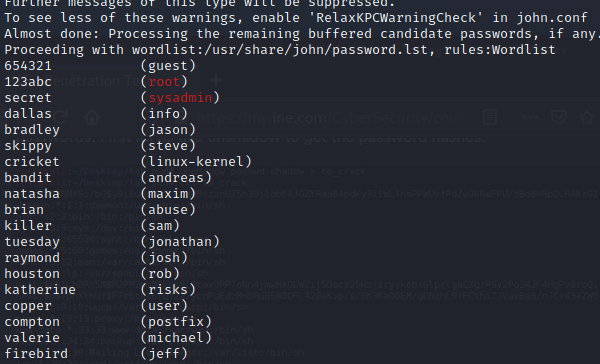 Further messages of this type will be suppressed.
To see less of these warnings, enable 'RelaxKPCWarningCheck' in john.conf
Almost done: Processing the remaining buffered candidate passwords, if any.
Proceeding with wordlist:/usr/share/john/password.lst, rules:Wordlist
654321 (guest)
123abc (root)
secret (sysadmin)
dallas (info)
bradley (jason)
skippy (steve)
cricket (linux-kernel)
bandit (andreas)
natasha (maxim)
brian (abuse)
killer (sam)
tuesday (jonathan)
raymond (josh)
houston (rob)
katherine (risks)
copper (user)
compton (postfix)
valerie (michael)
firebird (jeff)